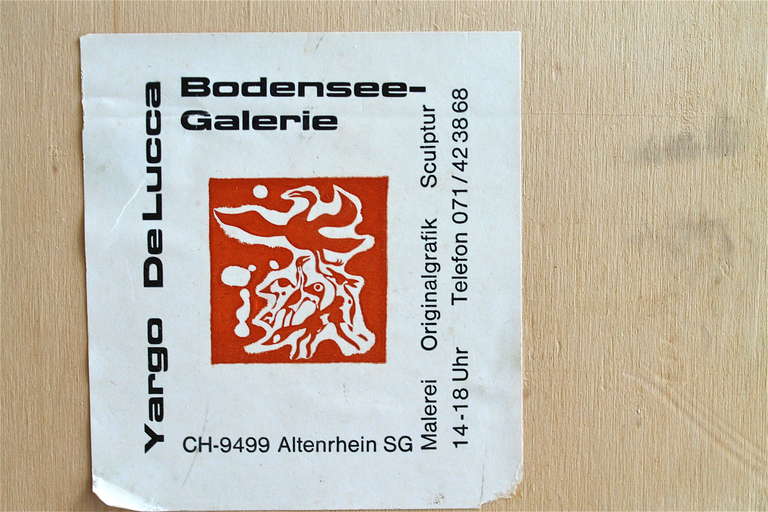 Bodensee-
Galerie
Yargo De Lucca
CH-9499 Altenrhein SG
Malerei Originalgrafik Sculptur
14-18 Uhr Telefon 071/42 38 68